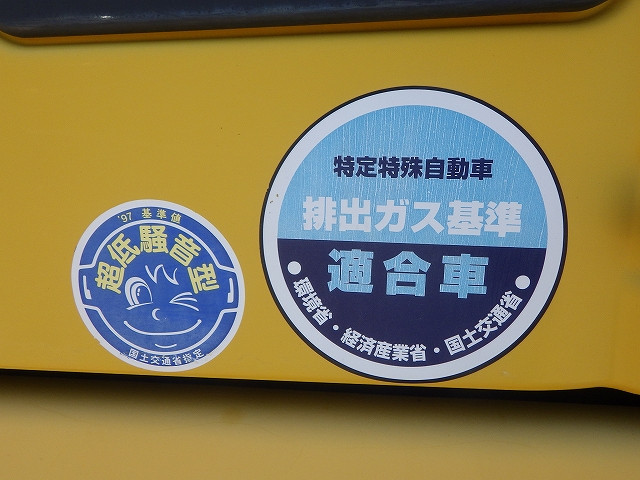 '97 基準値
超低騒音型
国土交通省指定
特定特殊自動車
排出ガス基準
適合車
●環境省・経済産業省・国土交通省●